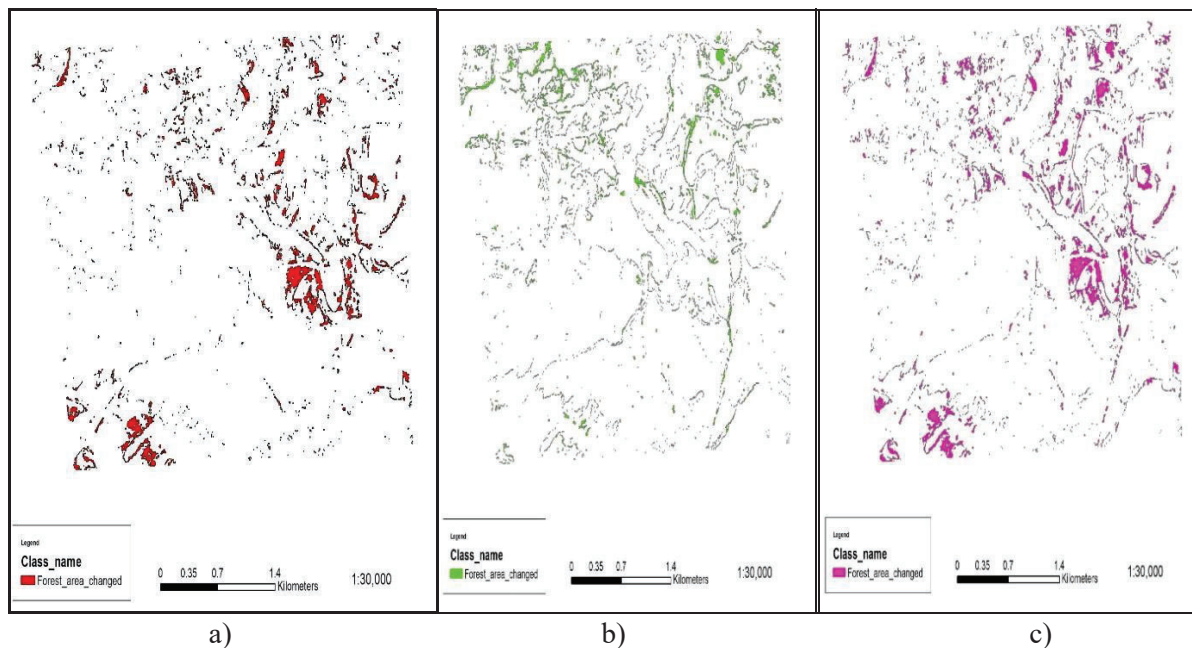 Legend
Class_name
Forest_area_changed
0 0.35 0.7 1.4
Kilometers
1:30,000
a)
Legend
Class_name
Forest_area_changed
0 0.35 0.7 1.4
Kilometers
1:30,000
b)
Legend
Class_name
Forest_area_changed
0 0.35 0.7 1.4
Kilometers
1:30,000
c)